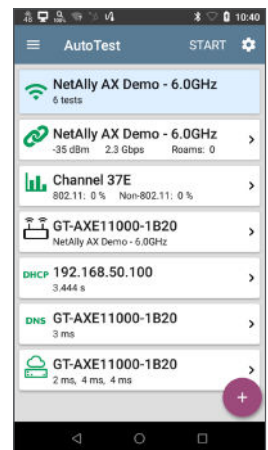 10:40
AutoTest
START
NetAlly AX Demo - 6.0GHz
6 tests
NetAlly AX Demo - 6.0GHz
-35 dBm 2.3 Gbps Roams: 0
Channel 37E
802.11: 0 % Non-802.11: 0 %
GT-AXE11000-1B20
NetAlly AX Demo - 6.0GHz
DHCP 192.168.50.100
3.444 s
DNS GT-AXE11000-1B20
3 ms
GT-AXE11000-1B20
2 ms, 4 ms, 4 ms
+